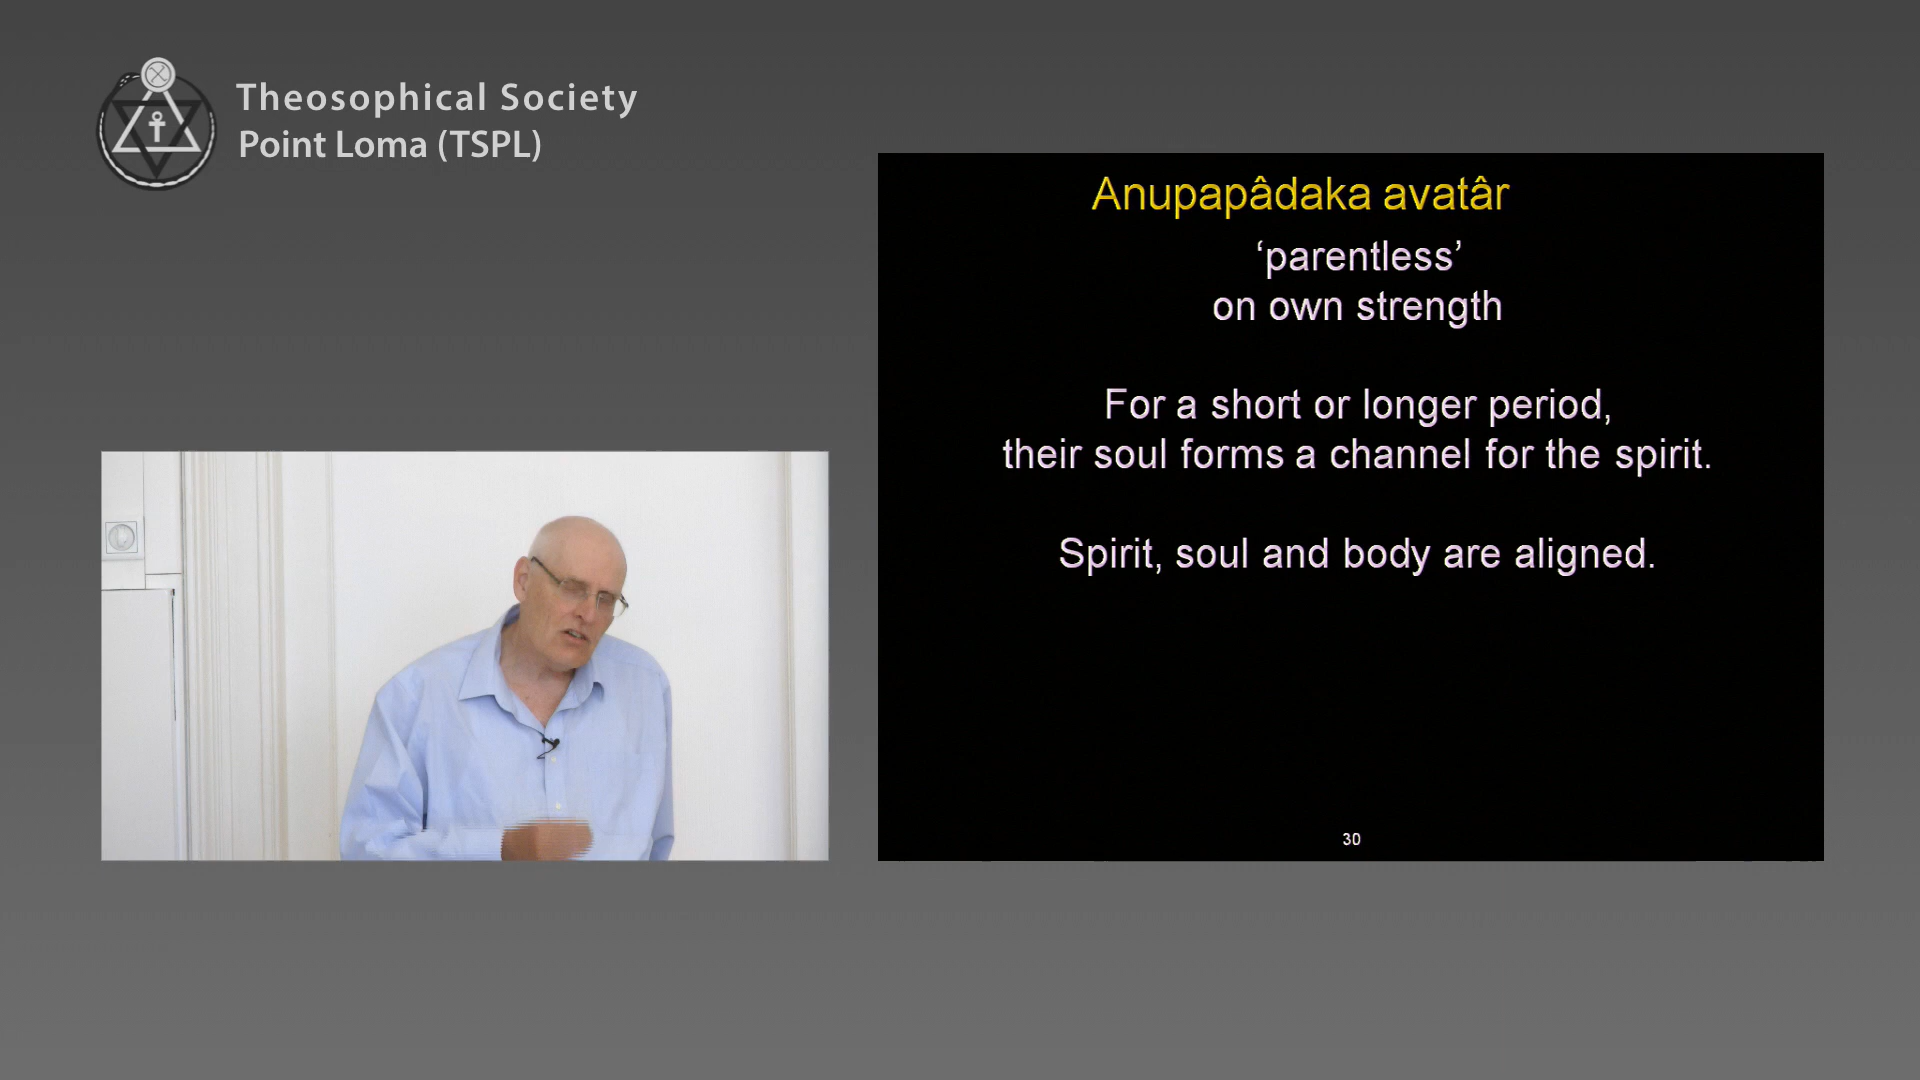 Theosophical Society
Point Loma (TSPL)
Anupapâdaka avatâr
‘parentless’
on own strength
For a short or longer period,
their soul forms a channel for the spirit.
Spirit, soul and body are aligned.
30